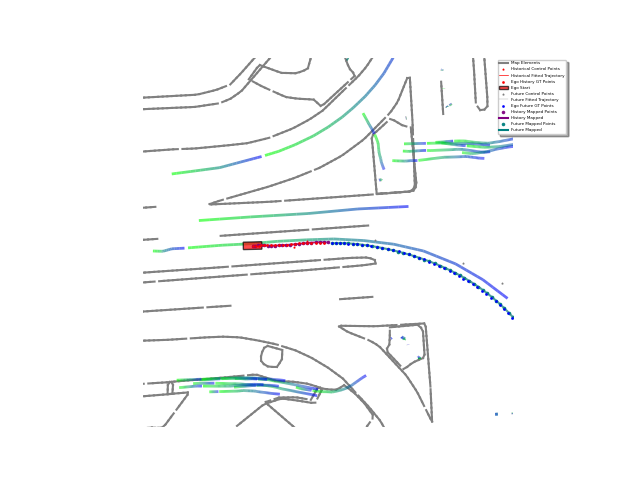 Map Elements
Historical Control Points
Historical Fitted Trajectory
Ego History GT Points
Ego Start
Future Control Points
Future Fitted Trajectory
Ego Future GT Points
History Mapped Points
History Mapped
Future Mapped Points
Future Mapped